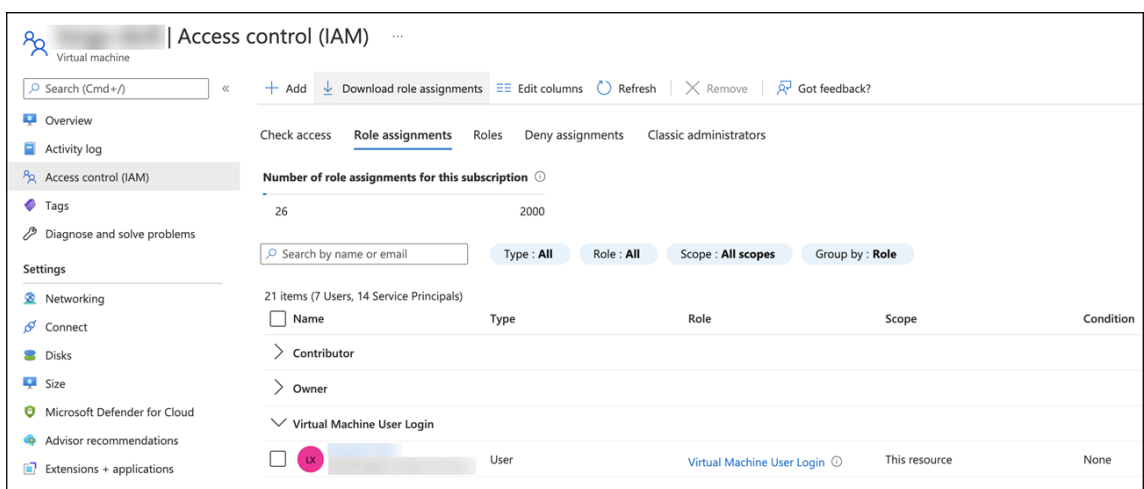 | Access control (IAM) ...
Virtual machine
Search (Cmd+/) «
+ Add Download role assignments Edit columns Refresh Remove Got feedback?
Overview
Activity log
Access control (IAM)
Tags
Diagnose and solve problems
Settings
Networking
Connect
Disks
Size
Microsoft Defender for Cloud
Advisor recommendations
Extensions + applications
Check access Role assignments Roles Deny assignments Classic administrators
Number of role assignments for this subscription
26 2000
Search by name or email Type : All Role : All Scope : All scopes Group by : Role
21 items (7 Users, 14 Service Principals)
Name Type Role Scope Condition
Contributor
Owner
Virtual Machine User Login
LX User Virtual Machine User Login This resource None